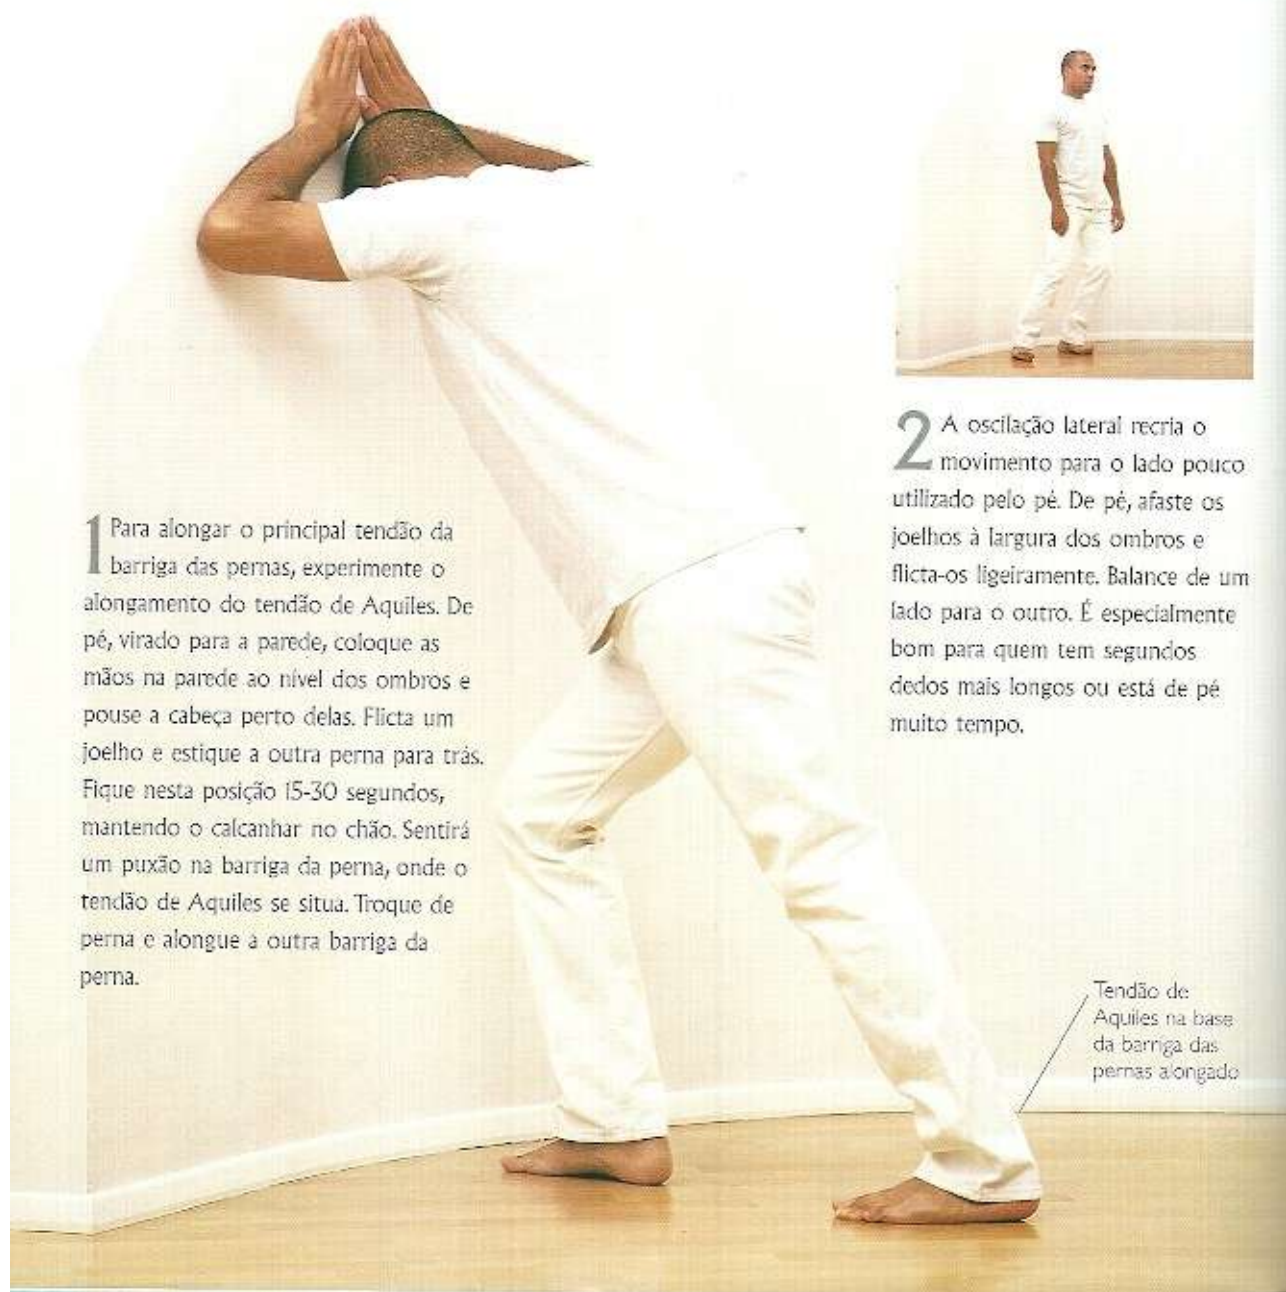 1 Para alongar o principal tendão da
barriga das pernas, experimente o
alongamento do tendão de Aquiles. De
pé, virado para a parede, coloque as
mãos na parede ao nível dos ombros e
pouse a cabeça perto delas. Flicta um
joelho e estique a outra perna para trás.
Fique nesta posição 15-30 segundos,
mantendo o calcanhar no chão. Sentirá
um puxão na barriga da perna, onde o
tendão de Aquiles se situa. Troque de
perna e alongue a outra barriga da
perna.
2 A oscilação lateral recria o
movimento para o lado pouco
utilizado pelo pé. De pé, afaste os
joelhos à largura dos ombros e
flicta-os ligeiramente. Balance de um
lado para o outro. É especialmente
bom para quem tem segundos
dedos mais longos ou está de pé
muito tempo.
Tendão de
Aquiles na base
da barriga das
pernas alongado